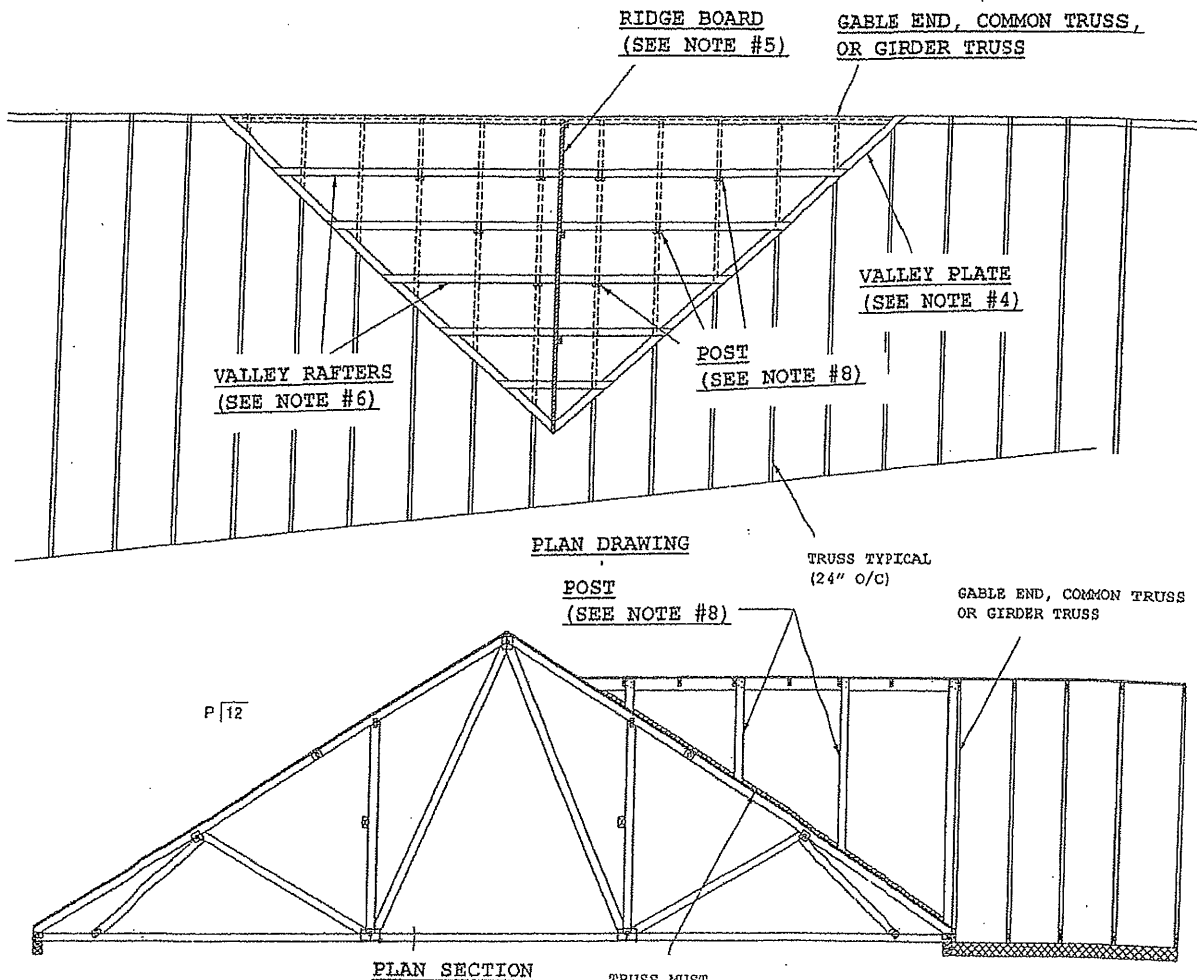 RIDGE BOARD
(SEE NOTE #5)
GABLE END, COMMON TRUSS,
OR GIRDER TRUSS
VALLEY PLATE
(SEE NOTE #4)
POST
(SEE NOTE #8)
VALLEY RAFTERS
(SEE NOTE #6)
PLAN DRAWING
TRUSS TYPICAL
(24" O/C)
POST
(SEE NOTE #8)
GABLE END, COMMON TRUSS
OR GIRDER TRUSS
P 12
PLAN SECTION
TRUSS MUST